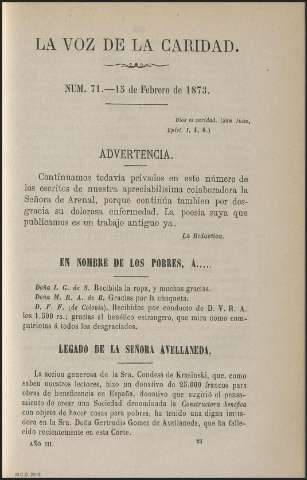 LA VOZ DE LA CARIDAD.
NUM. 71.—15 de Febrero de 1873.
Dios es caridad. (San Juan,
Epíst. I, 4, 8.)
ADVERTENCIA.
Continuamos todavía privados en este número de
los escritos de nuestra apreciabilísima colaboradora la
Señora de Arenal, porque continúa tambien por des-
gracia su dolorosa enfermedad. La poesía suya que
publicamos es un trabajo antiguo ya.
La Redaccion.
EN NOMBRE DE LOS POBRES, A.....
Doña I. G. de S. Recibida la ropa, y muchas gracias.
Doña M. R. A. de B. Gracias por la chaqueta.
D. F. F. (de Colonia). Recibidos por conducto de D. V. R. A.
los 1.500 rs.; gracias al benéfico estrangero, que mira como com-
patriotas á todos los desgraciados.
LEGADO DE LA SEÑORA AVELLANEDA.
La accion generosa de la Sra. Condesa de Krasinski, que, como
saben nuestros lectores, hizo un donativo de 25.000 francos para
obras de beneficencia en España, donativo que sugirió el pensa-
miento de crear una Sociedad denominada la Constructora benéfica
con objeto de hacer casas para pobres, ha tenido una digna imita-
dora en la Sra. Doña Gertrudis Gomez de Avellaneda, que ha falle-
cido recientemente en esta Corte.
AÑO III.
23